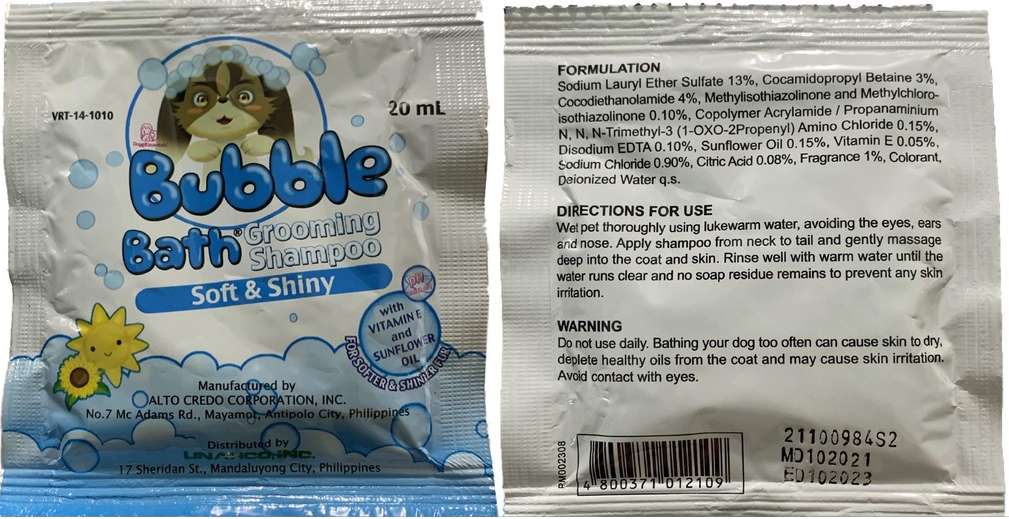 VRT-14-1010
20 mL
Bubble
Bath® Grooming
Shampoo
Soft & Shiny
with
VITAMIN E
and
SUNFLOWER
OIL
FOR SOFTER & SHINIER FUR
Manufactured by
ALTO CREDO CORPORATION, INC.
No.7 Mc Adams Rd., Mayamot, Antipolo City, Philippines
Distributed by
UNAHCO, INC.
17 Sheridan St., Mandaluyong City, Philippines
FORMULATION
Sodium Lauryl Ether Sulfate 13%, Cocamidopropyl Betaine 3%,
Cocodiethanolamide 4%, Methylisothiazolinone and Methylchloro-
isothiazolinone 0.10%, Copolymer Acrylamide / Propanaminium
N, N, N-Trimethyl-3 (1-OXO-2Propenyl) Amino Chloride 0.15%,
Disodium EDTA 0.10%, Sunflower Oil 0.15%, Vitamin E 0.05%,
Sodium Chloride 0.90%, Citric Acid 0.08%, Fragrance 1%, Colorant,
Deionized Water q.s.
DIRECTIONS FOR USE
Wet pet thoroughly using lukewarm water, avoiding the eyes, ears
and nose. Apply shampoo from neck to tail and gently massage
deep into the coat and skin. Rinse well with warm water until the
water runs clear and no soap residue remains to prevent any skin
irritation.
WARNING
Do not use daily. Bathing your dog too often can cause skin to dry,
deplete healthy oils from the coat and may cause skin irritation.
Avoid contact with eyes.
RM002308
4 800371 012109
21100984S2
MD102021
ED102023